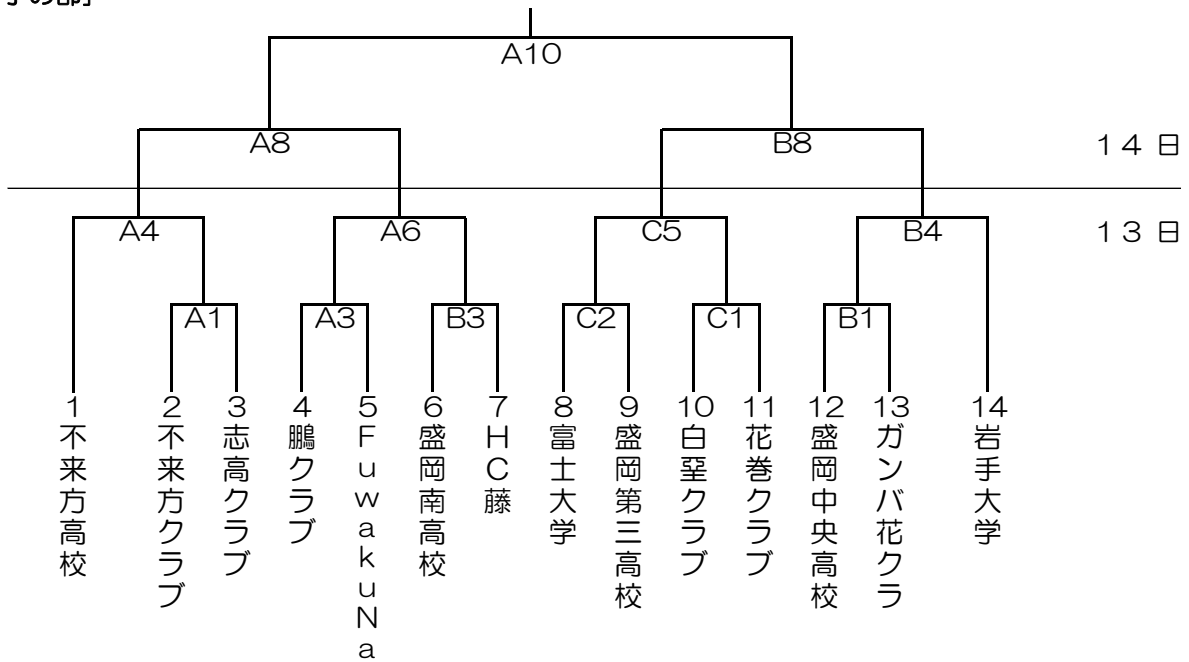 A10
A8
B8
14日
A4
A6
C5
B4
13日
A1
A3
B3
C2
C1
B1
1
不来方高校
2
不来方クラブ
3
志高クラブ
4
鵬クラブ
5
FuwakuNa
6
盛岡南高校
7
HC藤
8
富士大学
9
盛岡第三高校
10
白堊クラブ
11
花巻クラブ
12
盛岡中央高校
13
ガンバ花クラ
14
岩手大学